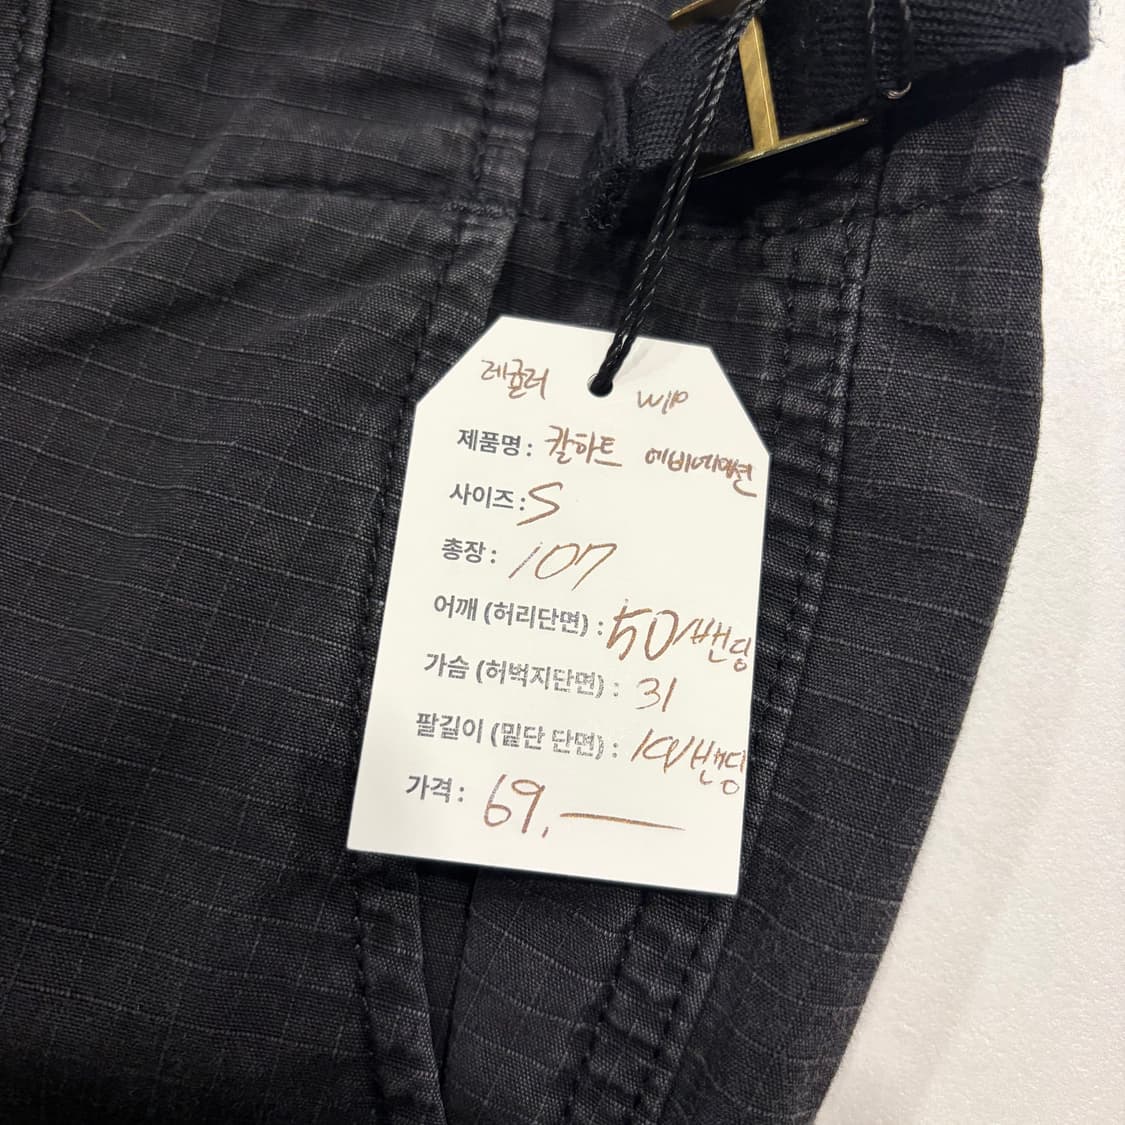 레귤러 WIP
제품명 : 칼하트 에비에이션
사이즈 : S
총장 : 107
어깨 (허리단면) : 50/밴딩
가슴 (허벅지단면) : 31
팔길이 (밑단 단면) : 19/밴딩
가격 : 69.—